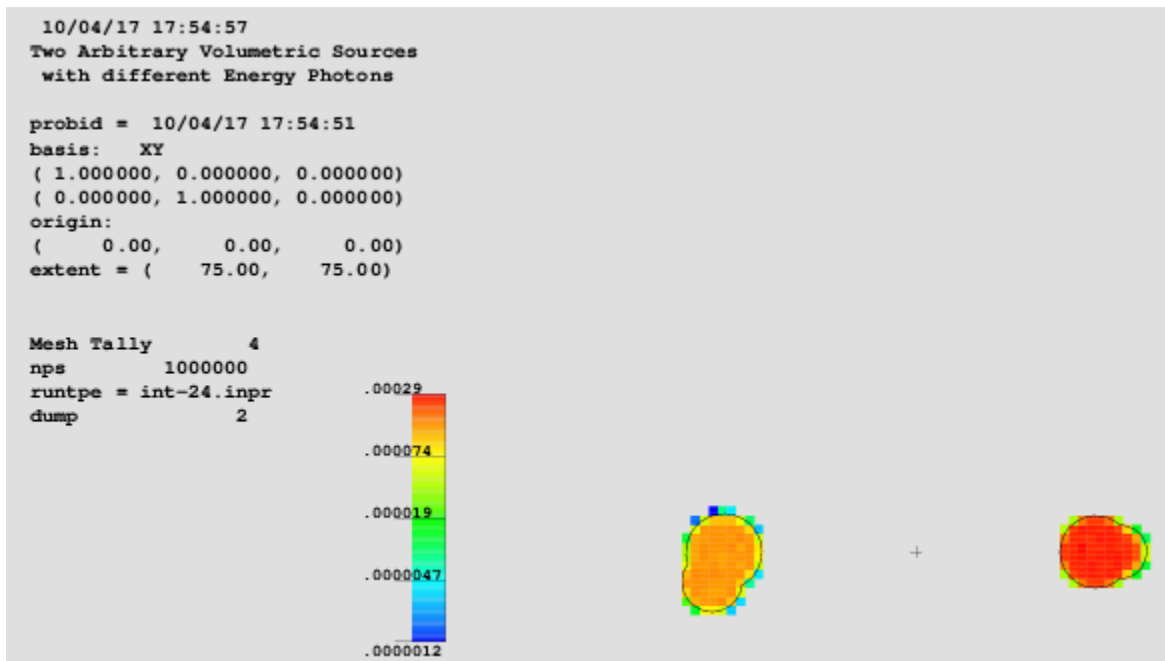 10/04/17 17:54:57
Two Arbitrary Volumetric Sources
with different Energy Photons
probid = 10/04/17 17:54:51
basis: XY
( 1.000000, 0.000000, 0.000000)
( 0.000000, 1.000000, 0.000000)
origin:
( 0.00, 0.00, 0.00)
extent = ( 75.00, 75.00)
Mesh Tally 4
nps 1000000
runtpe = int-24.inpr
dump 2
.00029
.000074
.000019
.0000047
.0000012